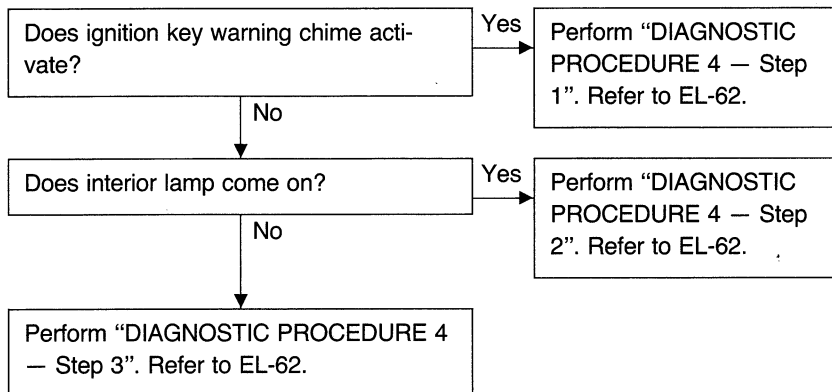 Does ignition key warning chime acti-
vate?
Yes
Perform “DIAGNOSTIC
PROCEDURE 4 — Step
1”. Refer to EL-62.
No
Does interior lamp come on?
Yes
Perform “DIAGNOSTIC
PROCEDURE 4 — Step
2”. Refer to EL-62.
No
Perform “DIAGNOSTIC PROCEDURE 4
— Step 3”. Refer to EL-62.